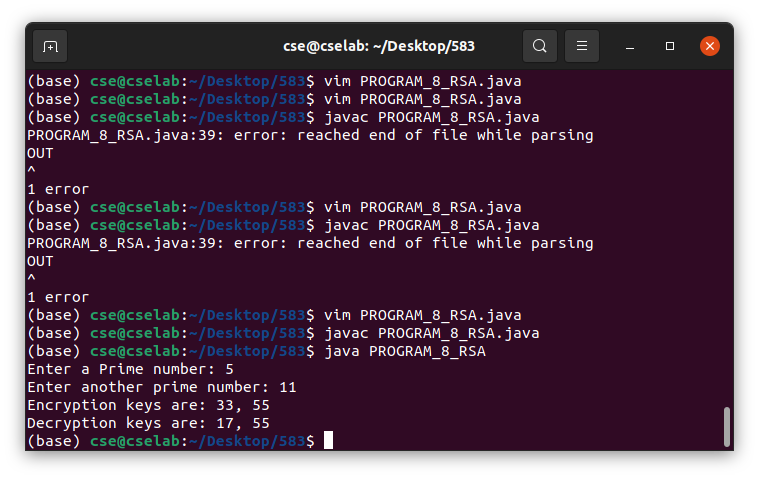 cse@cselab: ~/Desktop/583
(base) cse@cselab:~/Desktop/583$ vim PROGRAM_8_RSA.java
(base) cse@cselab:~/Desktop/583$ vim PROGRAM_8_RSA.java
(base) cse@cselab:~/Desktop/583$ javac PROGRAM_8_RSA.java
PROGRAM_8_RSA.java:39: error: reached end of file while parsing
OUT
^
1 error
(base) cse@cselab:~/Desktop/583$ vim PROGRAM_8_RSA.java
(base) cse@cselab:~/Desktop/583$ javac PROGRAM_8_RSA.java
PROGRAM_8_RSA.java:39: error: reached end of file while parsing
OUT
^
1 error
(base) cse@cselab:~/Desktop/583$ vim PROGRAM_8_RSA.java
(base) cse@cselab:~/Desktop/583$ javac PROGRAM_8_RSA.java
(base) cse@cselab:~/Desktop/583$ java PROGRAM_8_RSA
Enter a Prime number: 5
Enter another prime number: 11
Encryption keys are: 33, 55
Decryption keys are: 17, 55
(base) cse@cselab:~/Desktop/583$